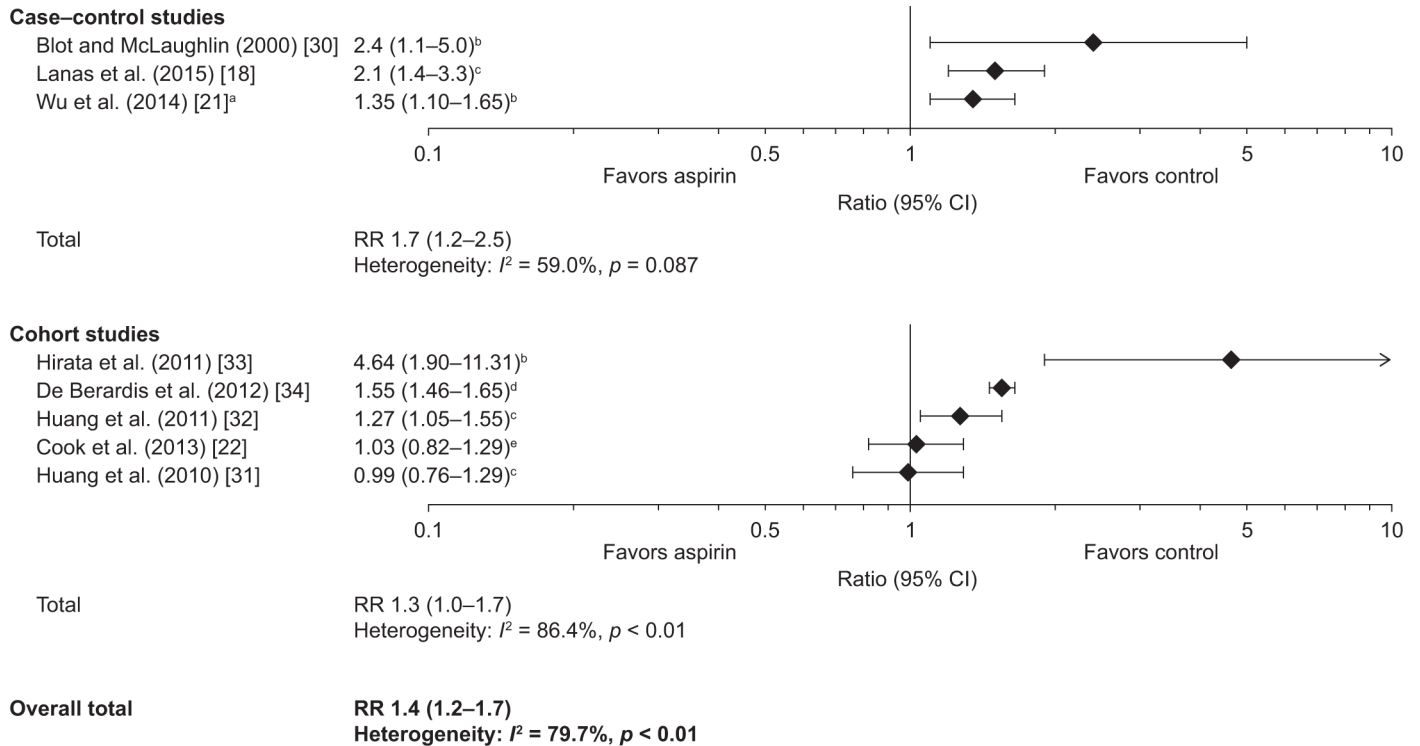 Case–control studies
Blot and McLaughlin (2000) [30] 2.4 (1.1–5.0)ᵇ
Lanas et al. (2015) [18] 2.1 (1.4–3.3)ᶜ
Wu et al. (2014) [21]ᵃ 1.35 (1.10–1.65)ᵇ
0.1 0.5 1 5 10
Favors aspirin Favors control
Ratio (95% CI)
Total RR 1.7 (1.2–2.5)
Heterogeneity: I² = 59.0%, p = 0.087
Cohort studies
Hirata et al. (2011) [33] 4.64 (1.90–11.31)ᵇ
De Berardis et al. (2012) [34] 1.55 (1.46–1.65)ᵈ
Huang et al. (2011) [32] 1.27 (1.05–1.55)ᶜ
Cook et al. (2013) [22] 1.03 (0.82–1.29)ᵉ
Huang et al. (2010) [31] 0.99 (0.76–1.29)ᶜ
0.1 0.5 1 5 10
Favors aspirin Favors control
Ratio (95% CI)
Total RR 1.3 (1.0–1.7)
Heterogeneity: I² = 86.4%, p < 0.01
Overall total RR 1.4 (1.2–1.7)
Heterogeneity: I² = 79.7%, p < 0.01